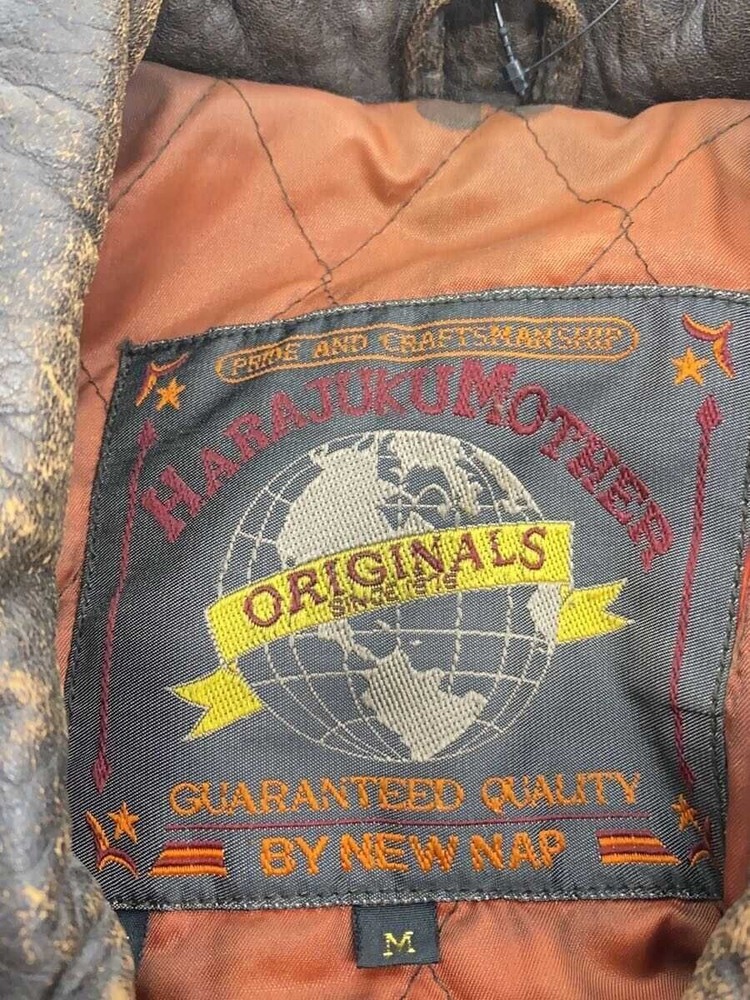 PRIDE AND CRAFTSMANSHIP
HARAJUKUMOTHER
ORIGINALS
GUARANTEED QUALITY
BY NEW NAP
M